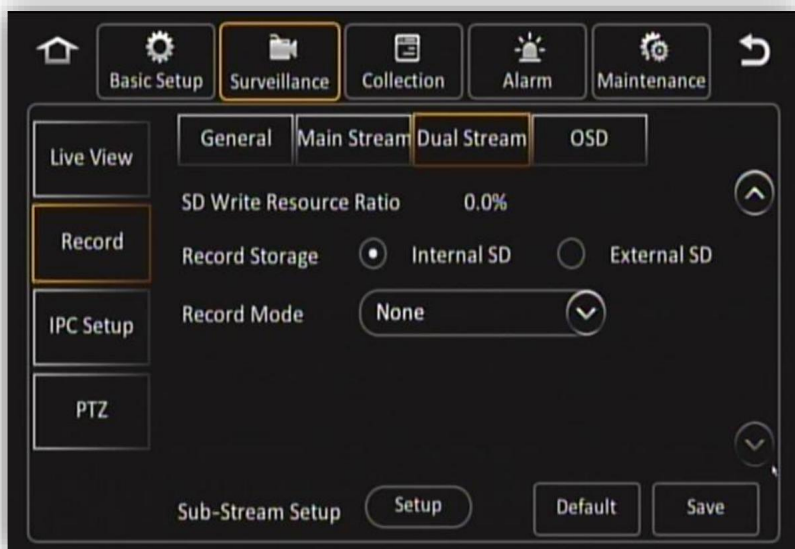 Basic Setup
Surveillance
Collection
Alarm
Maintenance
Live View
Record
IPC Setup
PTZ
General
Main Stream
Dual Stream
OSD
SD Write Resource Ratio 0.0%
Record Storage Internal SD External SD
Record Mode None
Sub-Stream Setup Setup
Default
Save